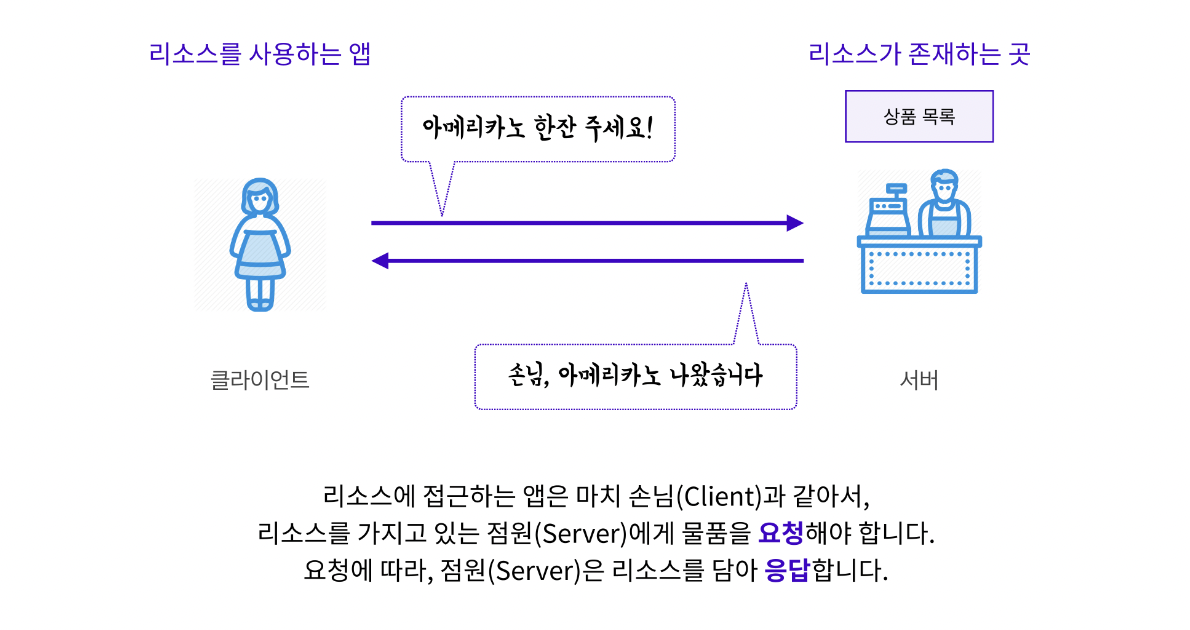 리소스를 사용하는 앱
리소스가 존재하는 곳
상품 목록
아메리카노 한잔 주세요!
손님, 아메리카노 나왔습니다
클라이언트
서버
리소스에 접근하는 앱은 마치 손님(Client)과 같아서,
리소스를 가지고 있는 점원(Server)에게 물품을 요청해야 합니다.
요청에 따라, 점원(Server)은 리소스를 담아 응답합니다.